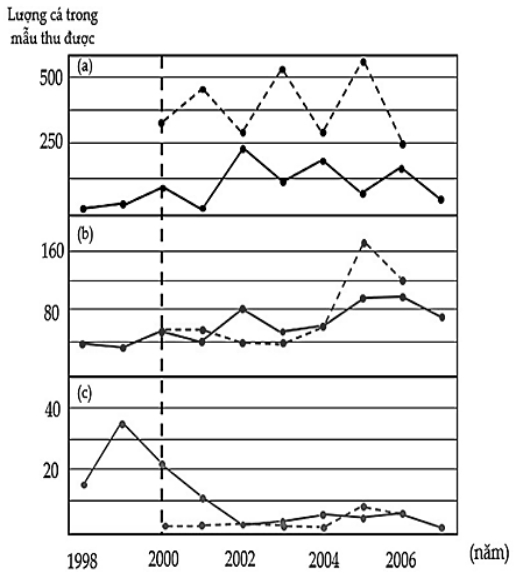 Lượng cá trong
mẫu thu được
(a)
500
250
(b)
160
80
(c)
40
20
1998 2000 2002 2004 2006 (năm)